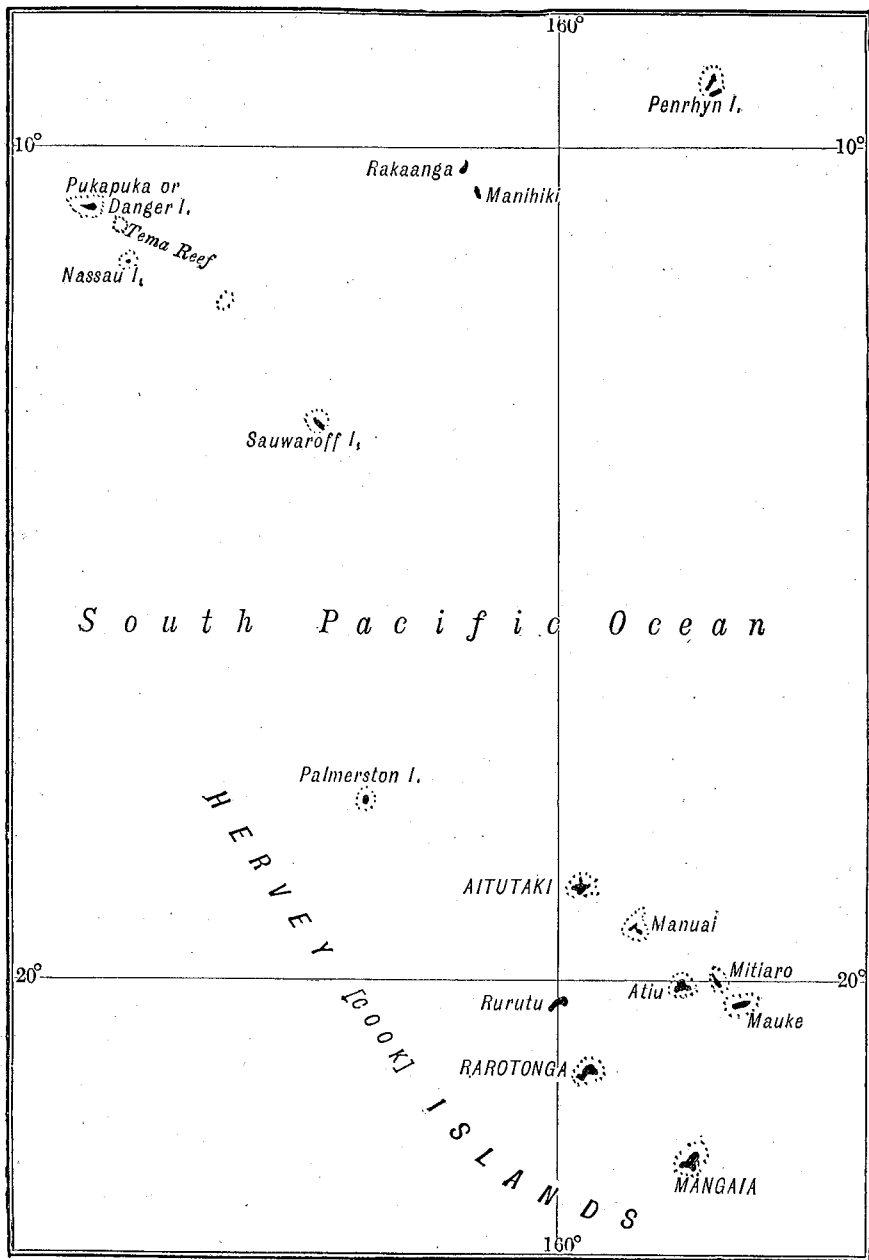 160°
Penrhyn I.
10°
10°
Rakaanga
Manihiki
Pukapuka or
Danger I.
Tema Reef
Nassau I.
Sauwaroff I.
South Pacific Ocean
Palmerston I.
HERVEY [COOK] ISLANDS
AITUTAKI
Manuai
20°
20°
Mitiaro
Atiu
Rurutu
Mauke
RAROTONGA
MANGAIA
160°